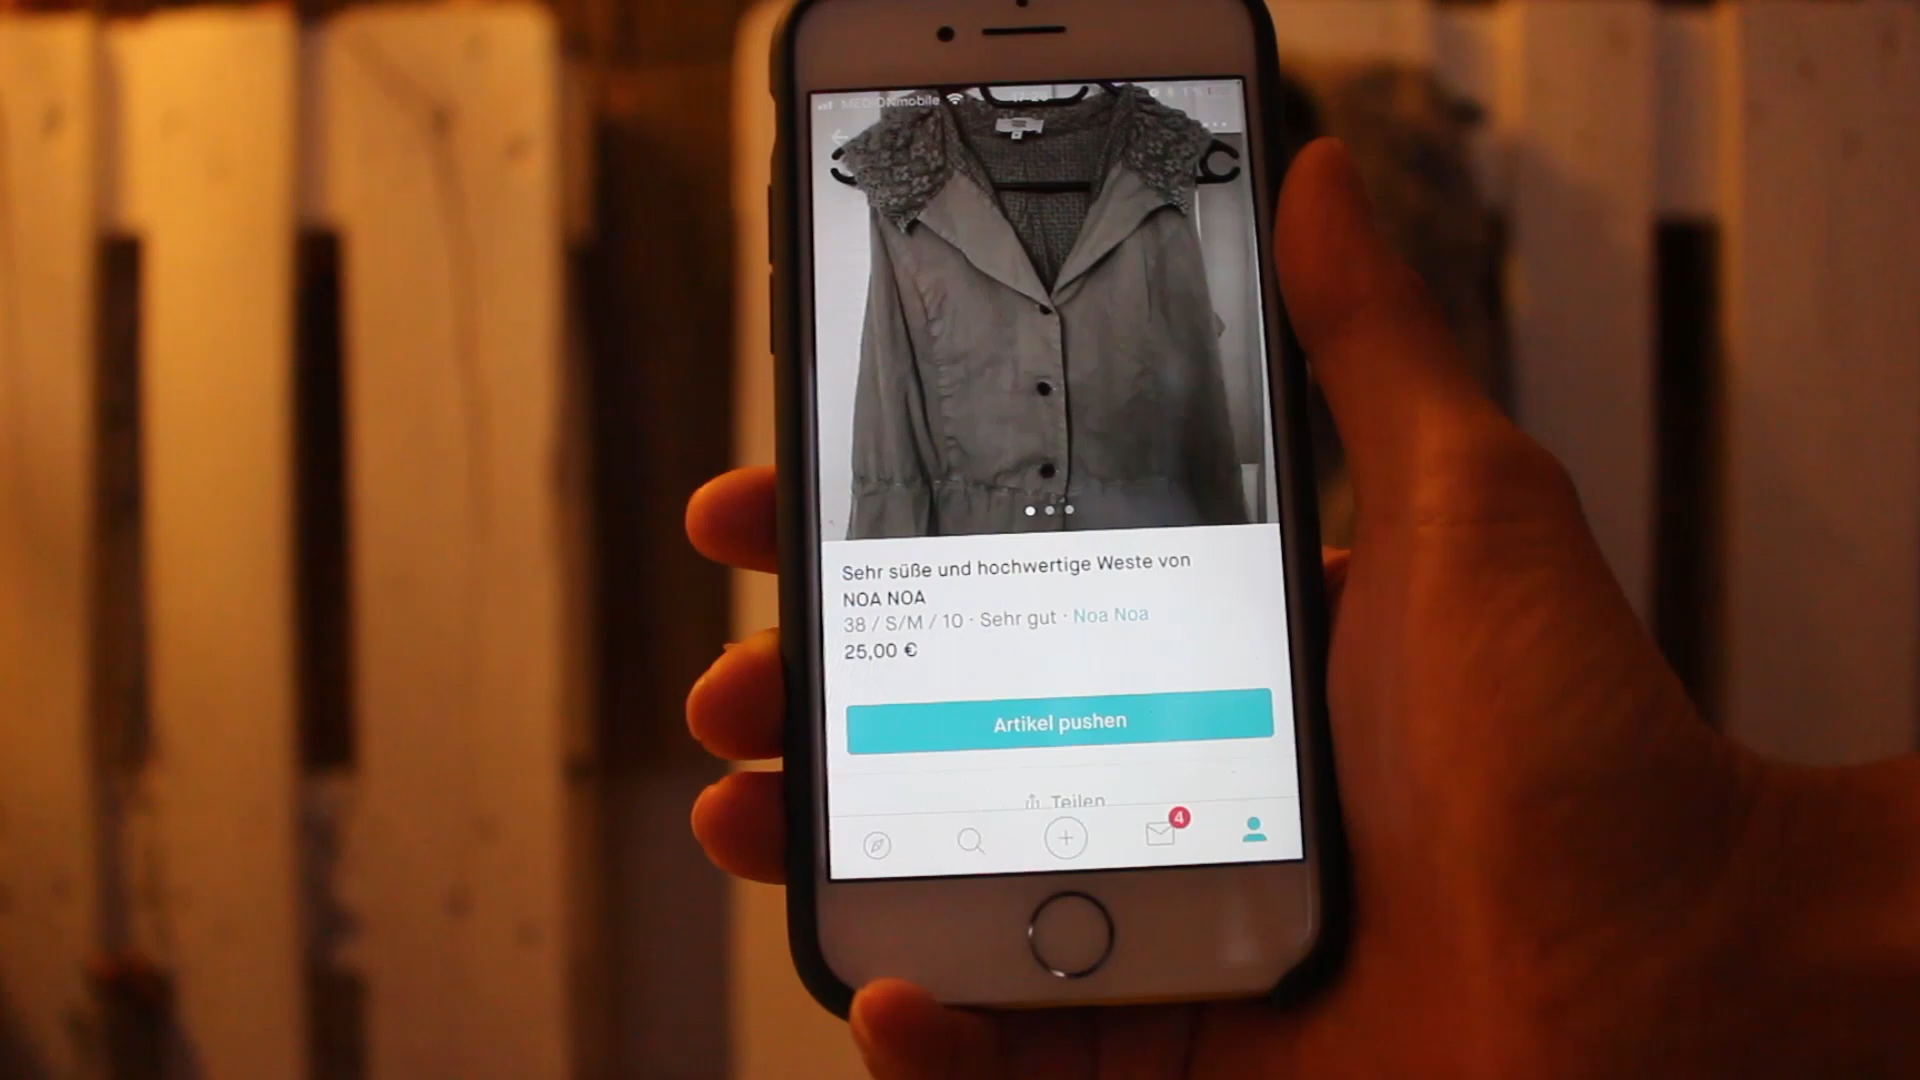 MEDIONmobile
Sehr süße und hochwertige Weste von
NOA NOA
38 / S/M / 10 · Sehr gut · Noa Noa
25,00 €
Artikel pushen
Teilen
4